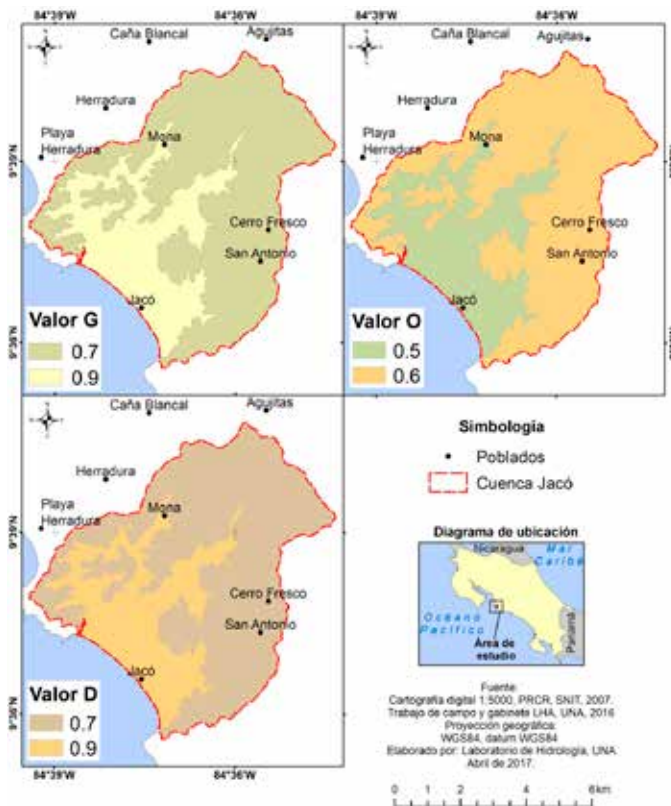 84°39'W
84°36'W
84°39'W
84°36'W
Caña Blancal
Agujitas
Herradura
Playa
Herradura
Mona
Cerro Fresco
San Antonio
Jacó
9°39'N
9°36'N
Valor G
0.7
0.9
Caña Blancal
Agujitas
Herradura
Playa
Herradura
Mona
Cerro Fresco
San Antonio
Jacó
Valor O
0.5
0.6
Caña Blancal
Agujitas
Herradura
Playa
Herradura
Mona
Cerro Fresco
San Antonio
Jacó
9°39'N
9°36'N
Valor D
0.7
0.9
84°39'W
84°36'W
Simbología
Poblados
Cuenca Jacó
Diagrama de ubicación
Nicaragua
Mar
Caribe
Océano
Pacífico
Panamá
Área de
estudio
Fuente:
Cartografía digital 1:5000, PRCR, SNIT, 2007.
Trabajo de campo y gabinete LHA, UNA, 2016
Proyección geográfica:
WGS84, datum WGS84
Elaborado por: Laboratorio de Hidrología, UNA.
Abril de 2017.
0 1 2 4 6 km